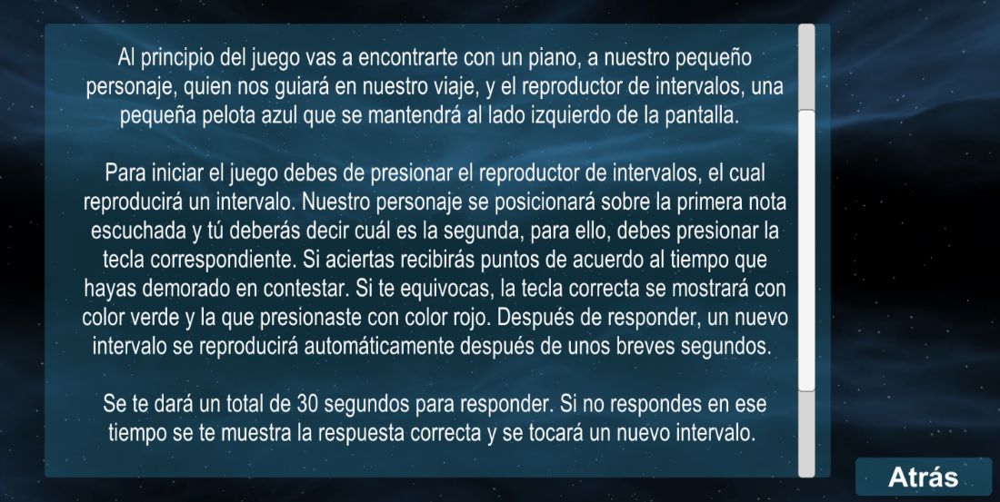 Al principio del juego vas a encontrarte con un piano, a nuestro pequeño
personaje, quien nos guiará en nuestro viaje, y el reproductor de intervalos, una
pequeña pelota azul que se mantendrá al lado izquierdo de la pantalla.
Para iniciar el juego debes de presionar el reproductor de intervalos, el cual
reproducirá un intervalo. Nuestro personaje se posicionará sobre la primera nota
escuchada y tú deberás decir cuál es la segunda, para ello, debes presionar la
tecla correspondiente. Si aciertas recibirás puntos de acuerdo al tiempo que
hayas demorado en contestar. Si te equivocas, la tecla correcta se mostrará con
color verde y la que presionaste con color rojo. Después de responder, un nuevo
intervalo se reproducirá automáticamente después de unos breves segundos.
Se te dará un total de 30 segundos para responder. Si no respondes en ese
tiempo se te muestra la respuesta correcta y se tocará un nuevo intervalo.
Atrás